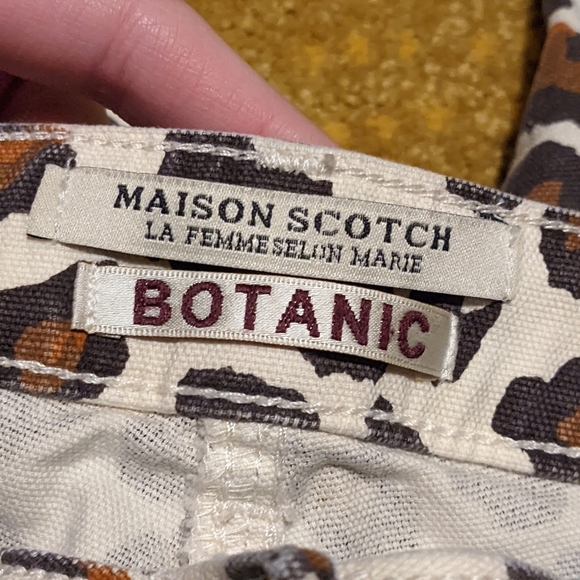 MAISON SCOTCH
LA FEMME SELON MARIE
BOTANIC